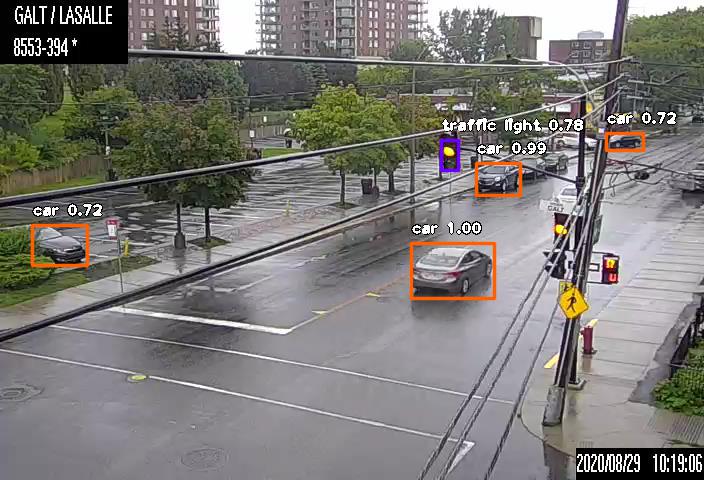 GALT / LASALLE
8553-394 *
traffic light 0.78
car 0.72
car 0.99
car 0.72
car 1.00
GALT
2020/08/29 10:19:06